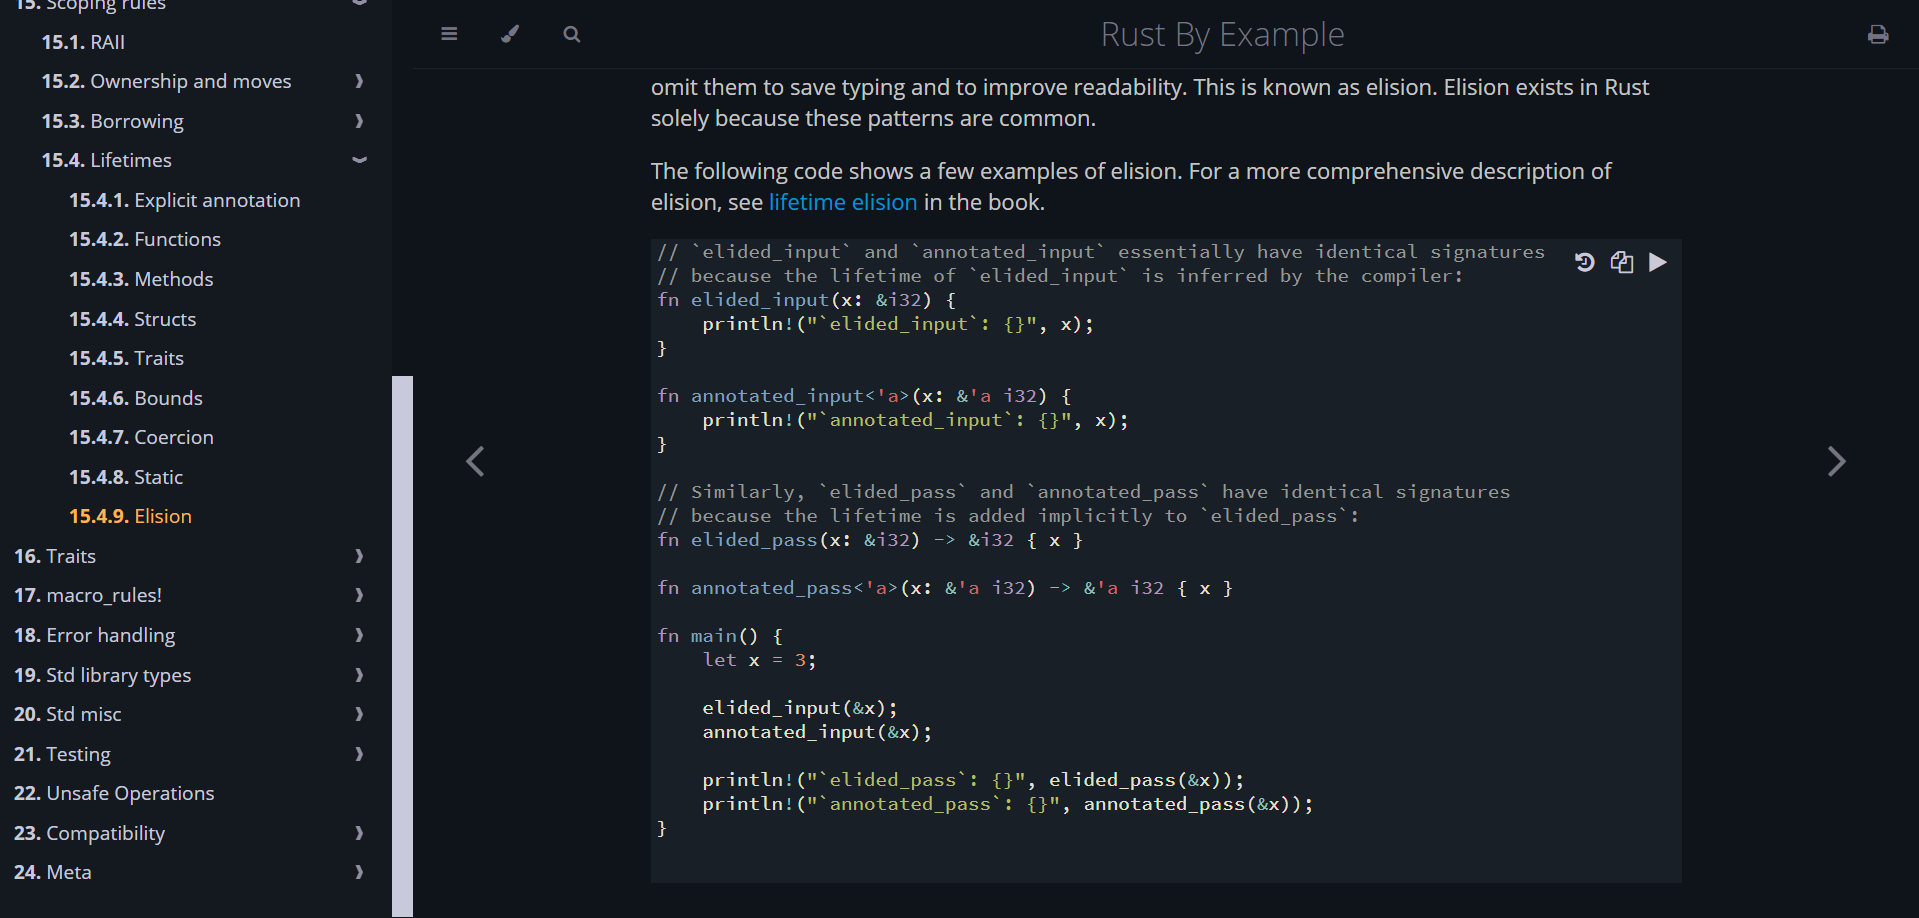 15. Scoping rules
15.1. RAII
15.2. Ownership and moves
15.3. Borrowing
15.4. Lifetimes
15.4.1. Explicit annotation
15.4.2. Functions
15.4.3. Methods
15.4.4. Structs
15.4.5. Traits
15.4.6. Bounds
15.4.7. Coercion
15.4.8. Static
15.4.9. Elision
16. Traits
17. macro_rules!
18. Error handling
19. Std library types
20. Std misc
21. Testing
22. Unsafe Operations
23. Compatibility
24. Meta
Rust By Example
omit them to save typing and to improve readability. This is known as elision. Elision exists in Rust
solely because these patterns are common.
The following code shows a few examples of elision. For a more comprehensive description of
elision, see lifetime elision in the book.
// `elided_input` and `annotated_input` essentially have identical signatures
// because the lifetime of `elided_input` is inferred by the compiler:
fn elided_input(x: &i32) {
    println!("`elided_input`: {}", x);
}
fn annotated_input<'a>(x: &'a i32) {
    println!("`annotated_input`: {}", x);
}
// Similarly, `elided_pass` and `annotated_pass` have identical signatures
// because the lifetime is added implicitly to `elided_pass`:
fn elided_pass(x: &i32) -> &i32 { x }
fn annotated_pass<'a>(x: &'a i32) -> &'a i32 { x }
fn main() {
    let x = 3;
    elided_input(&x);
    annotated_input(&x);
    println!("`elided_pass`: {}", elided_pass(&x));
    println!("`annotated_pass`: {}", annotated_pass(&x));
}